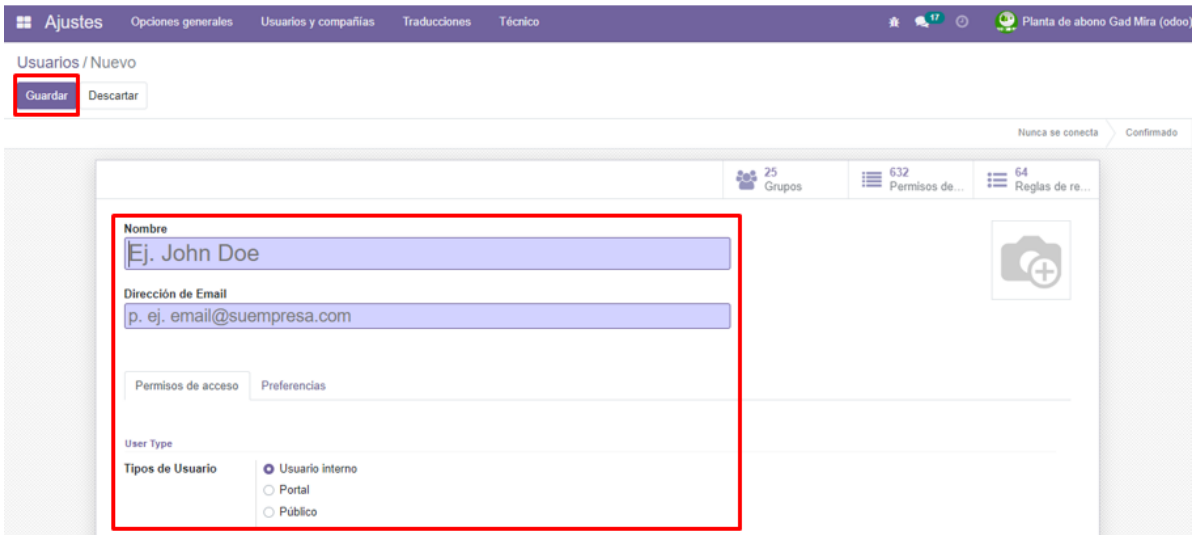 Ajustes Opciones generales Usuarios y compañías Traducciones Técnico 17 Planta de abono Gad Mira (odoo)
Usuarios / Nuevo
Guardar Descartar
Nunca se conecta Confirmado
25 Grupos
632 Permisos de...
64 Reglas de re...
Nombre
Ej. John Doe
Dirección de Email
p. ej. email@suempresa.com
Permisos de acceso Preferencias
User Type
Tipos de Usuario Usuario interno
Portal
Público